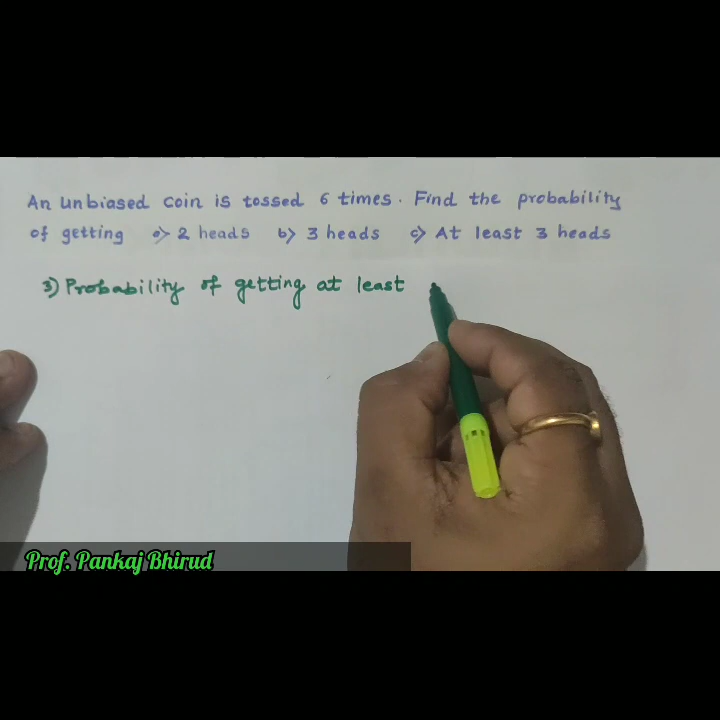 An unbiased coin is tossed 6 times. Find the probability
of getting a) 2 heads b) 3 heads c) At least 3 heads
3) Probability of getting at least
Prof. Pankaj Bhirud